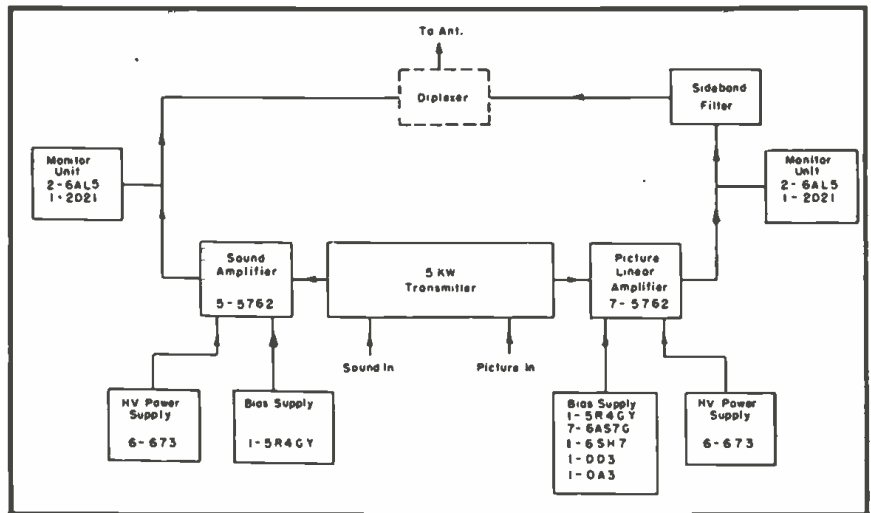 To Ant.
Diplexer
Sideband
Filter
Monitor
Unit
2-6AL5
1-2D21
Monitor
Unit
2-6AL5
1-2D21
Sound
Amplifier
5-5762
5 KW
Transmitter
Picture
Linear
Amplifier
7-5762
Sound In
Picture In
HV Power
Supply
6-673
Bias Supply
1-5R4GY
Bias Supply
1-5R4GY
7-6AS7G
1-6SH7
1-OD3
1-OA3
HV Power
Supply
6-673